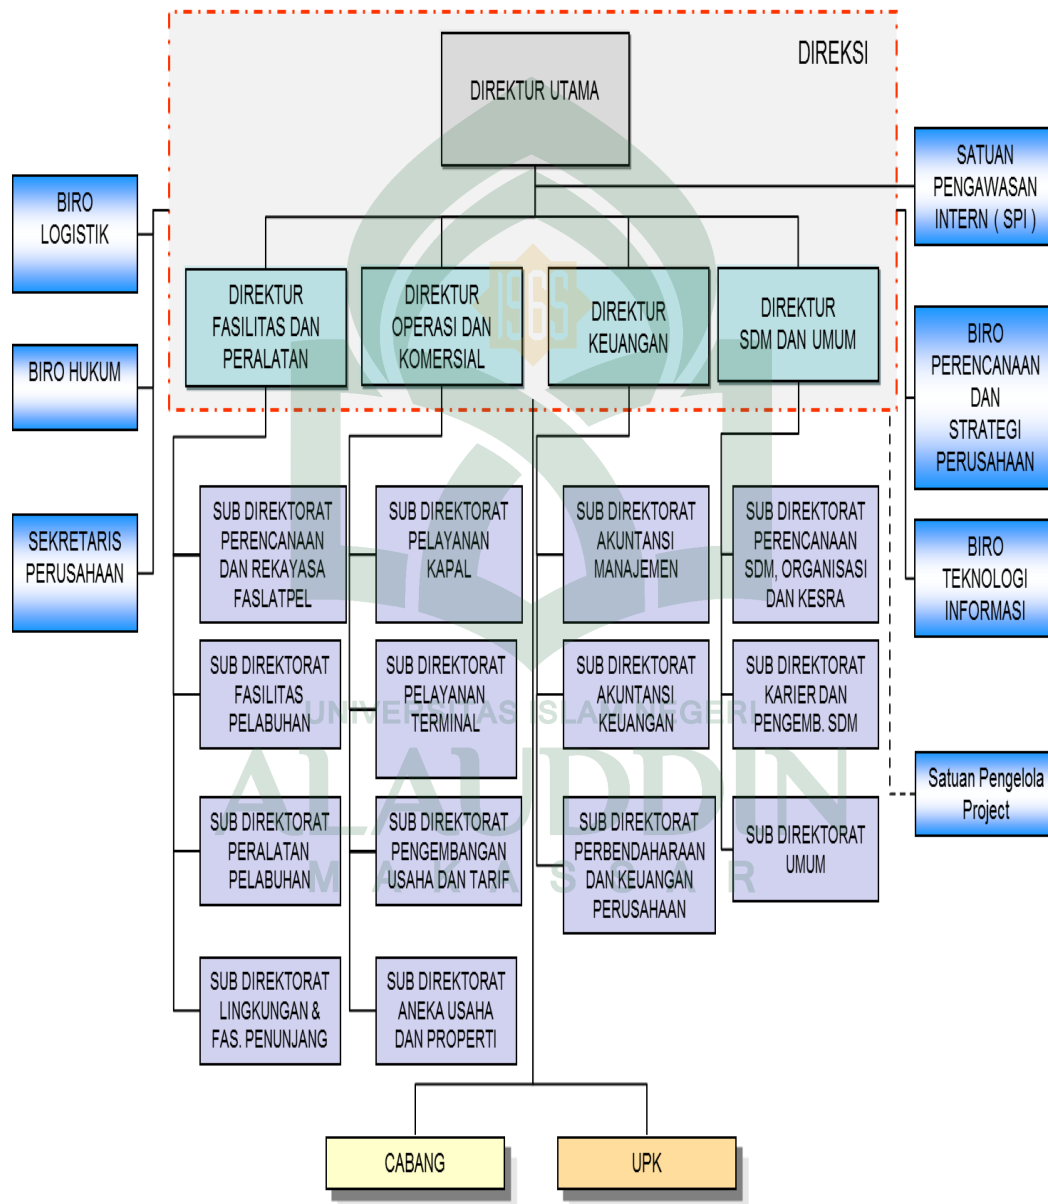 DIREKSI
DIREKTUR UTAMA
SATUAN
PENGAWASAN
INTERN ( SPI )
BIRO
LOGISTIK
DIREKTUR
FASILITAS DAN
PERALATAN
DIREKTUR
OPERASI DAN
KOMERSIAL
DIREKTUR
KEUANGAN
DIREKTUR
SDM DAN UMUM
1965
BIRO HUKUM
BIRO
PERENCANAAN
DAN
STRATEGI
PERUSAHAAN
SEKRETARIS
PERUSAHAAN
SUB DIREKTORAT
PERENCANAAN
DAN REKAYASA
FASLATPEL
SUB DIREKTORAT
PELAYANAN
KAPAL
SUB DIREKTORAT
AKUNTANSI
MANAJEMEN
SUB DIREKTORAT
PERENCANAAN
SDM, ORGANISASI
DAN KESRA
BIRO
TEKNOLOGI
INFORMASI
SUB DIREKTORAT
FASILITAS
PELABUHAN
SUB DIREKTORAT
PELAYANAN
TERMINAL
SUB DIREKTORAT
AKUNTANSI
KEUANGAN
SUB DIREKTORAT
KARIER DAN
PENGEMB. SDM
UNIVERSITAS ISLAM NEGERI
ALAUDDIN
MAKASSAR
Satuan Pengelola
Project
SUB DIREKTORAT
PERALATAN
PELABUHAN
SUB DIREKTORAT
PENGEMBANGAN
USAHA DAN TARIF
SUB DIREKTORAT
PERBENDAHARAAN
DAN KEUANGAN
PERUSAHAAN
SUB DIREKTORAT
UMUM
SUB DIREKTORAT
LINGKUNGAN &
FAS. PENUNJANG
SUB DIREKTORAT
ANEKA USAHA
DAN PROPERTI
CABANG
UPK